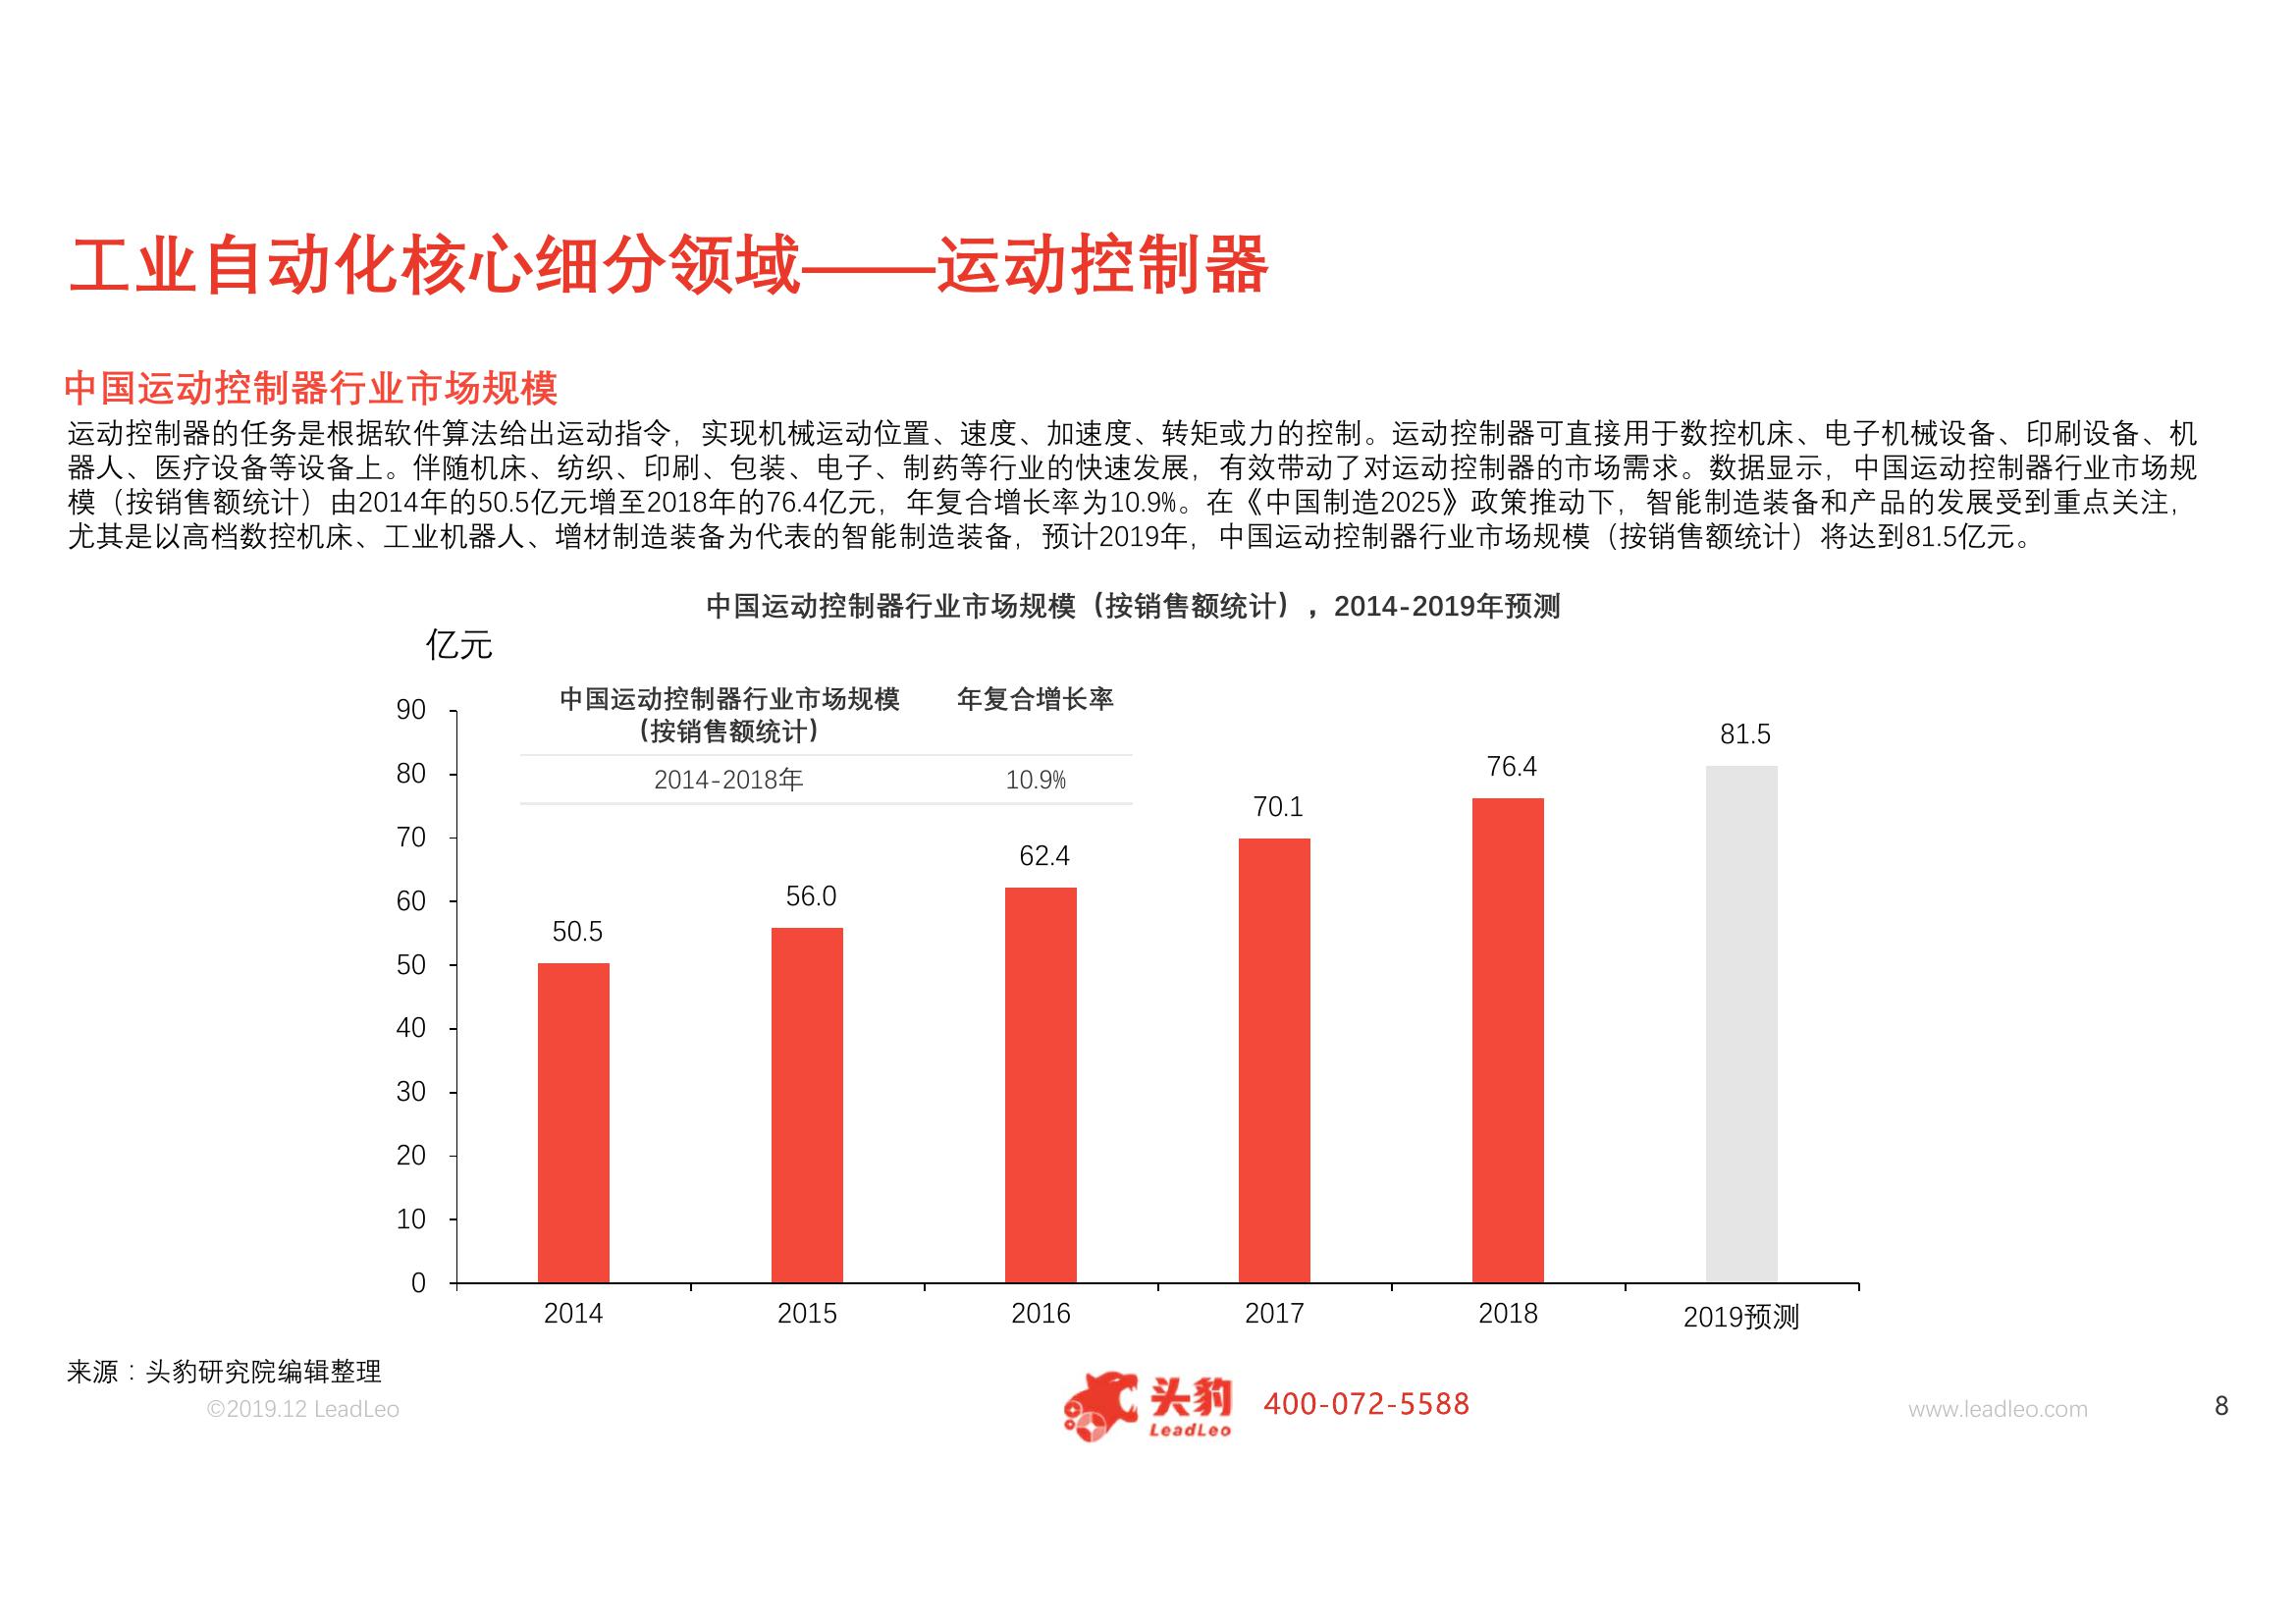 工业自动化核心细分领域——运动控制器
中国运动控制器行业市场规模
运动控制器的任务是根据软件算法给出运动指令，实现机械运动位置、速度、加速度、转矩或力的控制。运动控制器可直接用于数控机床、电子机械设备、印刷设备、机
器人、医疗设备等设备上。伴随机床、纺织、印刷、包装、电子、制药等行业的快速发展，有效带动了对运动控制器的市场需求。数据显示，中国运动控制器行业市场规
模（按销售额统计）由2014年的50.5亿元增至2018年的76.4亿元，年复合增长率为10.9%。在《中国制造2025》政策推动下，智能制造装备和产品的发展受到重点关注，
尤其是以高档数控机床、工业机器人、增材制造装备为代表的智能制造装备，预计2019年，中国运动控制器行业市场规模（按销售额统计）将达到81.5亿元。
中国运动控制器行业市场规模（按销售额统计），2014-2019年预测
亿元
中国运动控制器行业市场规模 年复合增长率
（按销售额统计）
2014-2018年 10.9%
90
80
70
60
50
40
30
20
10
0
50.5
56.0
62.4
70.1
76.4
81.5
2014 2015 2016 2017 2018 2019预测
来源：头豹研究院编辑整理
©2019.12 LeadLeo
头豹
LeadLeo
400-072-5588
www.leadleo.com
8